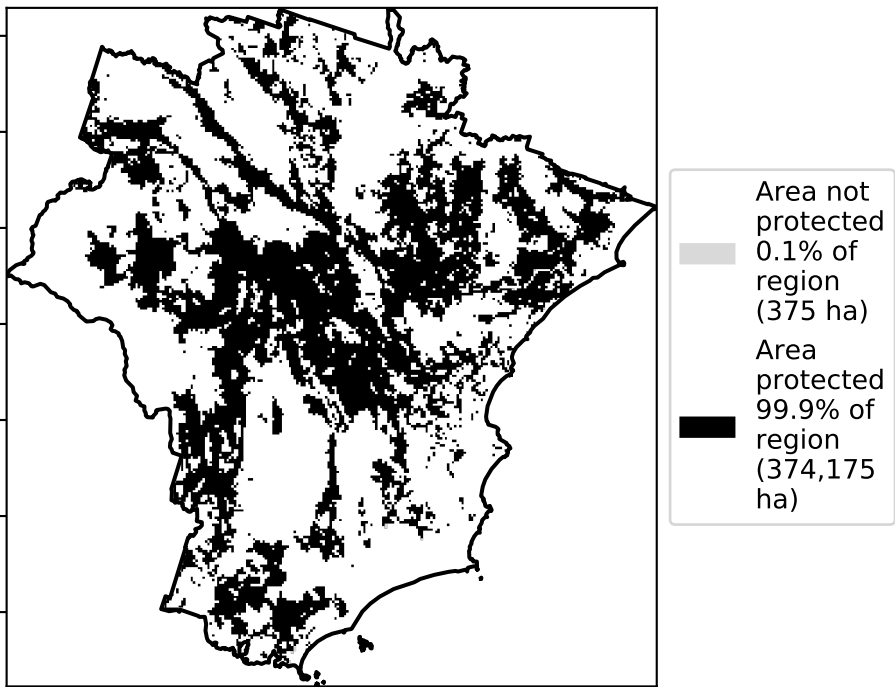 Area not
protected
0.1% of
region
(375 ha)
Area
protected
99.9% of
region
(374,175
ha)